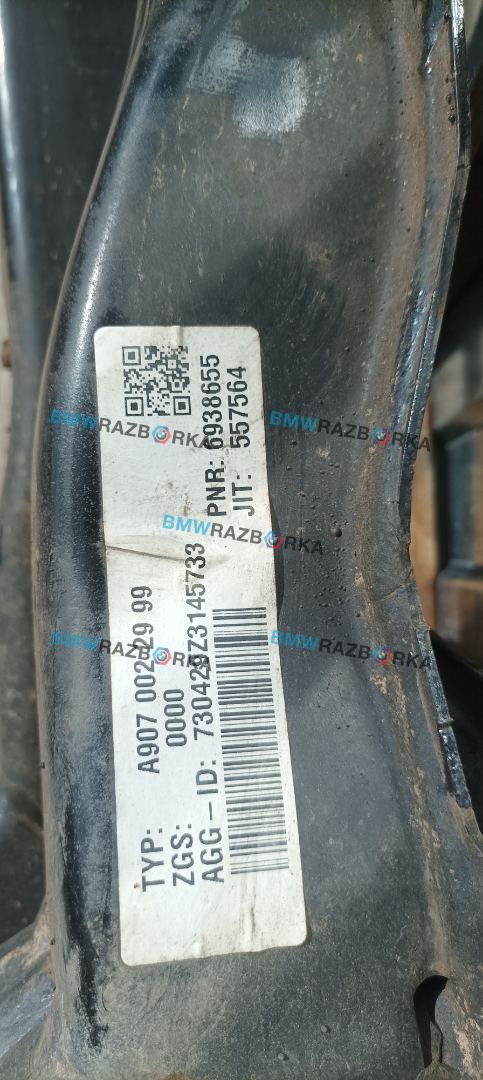 TYP: A907 002 29 99
ZGS: 0000
AGG-ID: 730429Z3145733
PNR: 6938655
JIT: 557564
BMWRAZBORKA
BMWRAZBORKA
BMWRAZBORKA
BMWRAZBORKA
BMWRAZBORKA